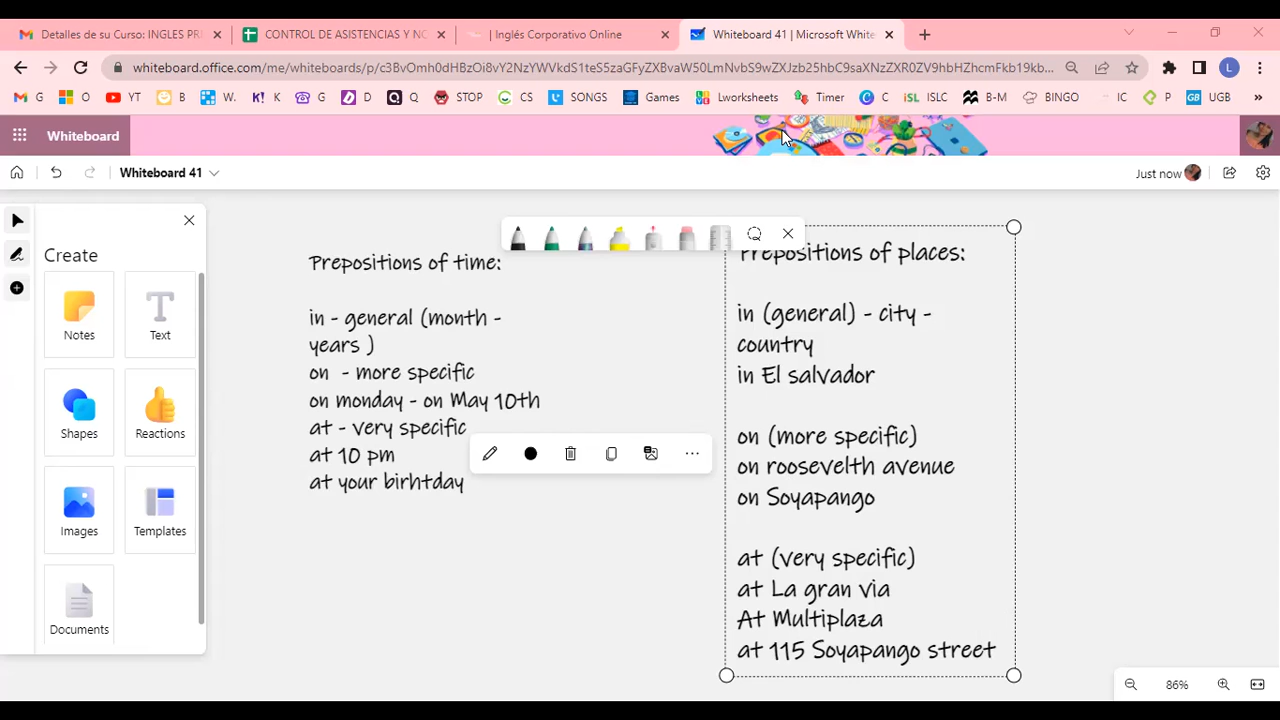 Detalles de su Curso: INGLES PRI
CONTROL DE ASISTENCIAS Y NO
| Inglés Corporativo Online
Whiteboard 41 | Microsoft White
whiteboard.office.com/me/whiteboards/p/
G
O
YT
B
W.
K
G
D
Q
STOP
CS
SONGS
Games
Lworksheets
Timer
C
iSL ISLC
B-M
BINGO
IC
P
GB UGB
L
Whiteboard
Whiteboard 41
Just now
Create
Notes
Text
Shapes
Reactions
Images
Templates
Documents
Prepositions of time:
in - general (month -
years )
on - more specific
on monday - on May 10th
at - very specific
at 10 pm
at your birhtday
Prepositions of places:
in (general) - city -
country
in El salvador
on (more specific)
on roosevelth avenue
on Soyapango
at (very specific)
at La gran via
At Multiplaza
at 115 Soyapango street
86%